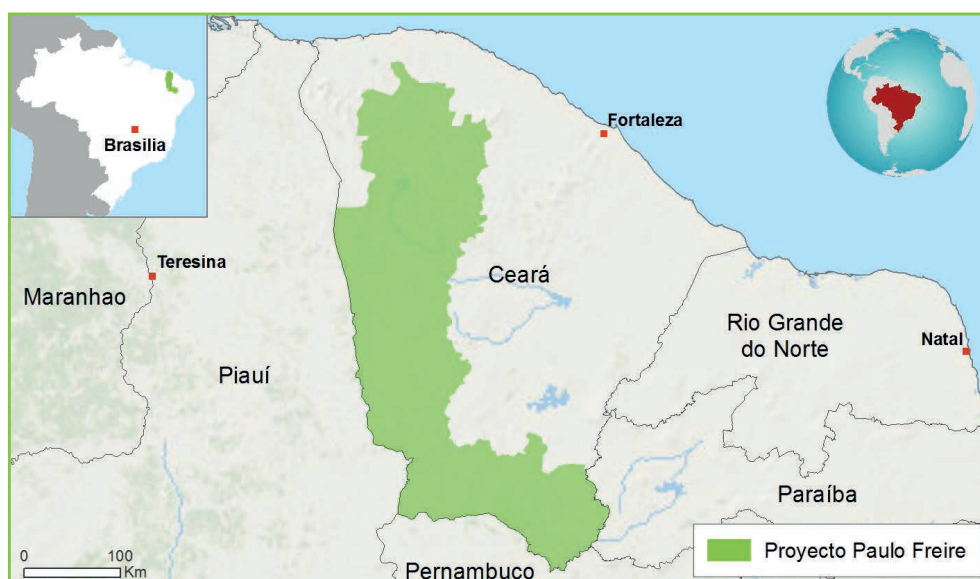 Brasilia
Fortaleza
Teresina
Maranhao
Ceará
Rio Grande
do Norte
Natal
Piauí
Paraíba
0 100
Km
Pernambuco
Proyecto Paulo Freire